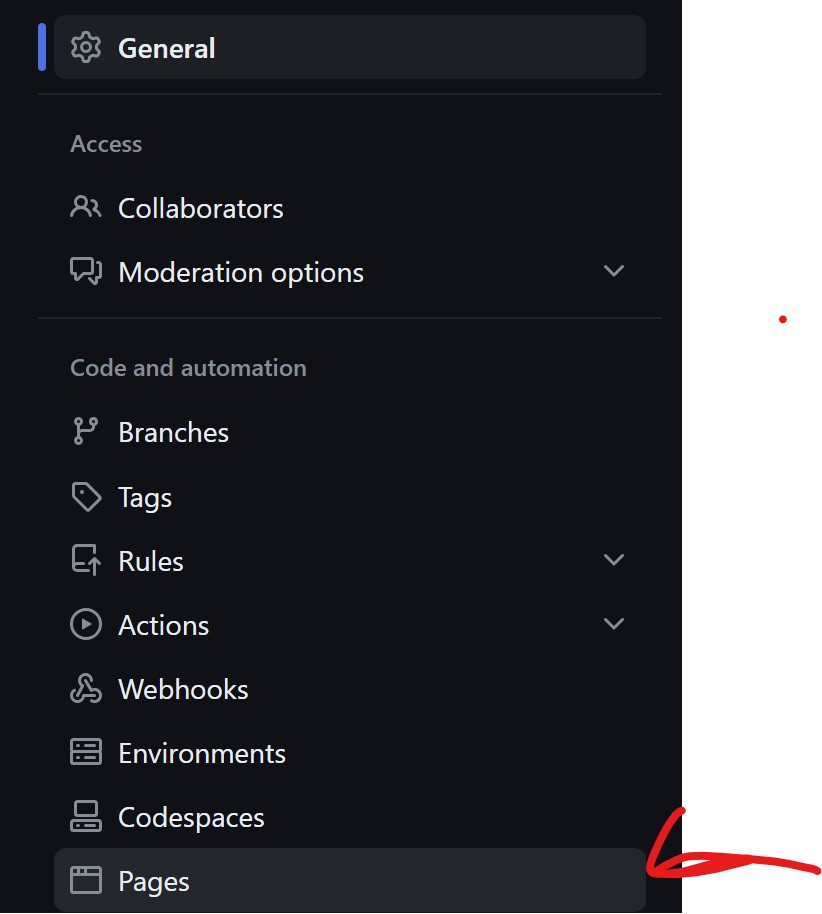 General
Access
Collaborators
Moderation options
Code and automation
Branches
Tags
Rules
Actions
Webhooks
Environments
Codespaces
Pages